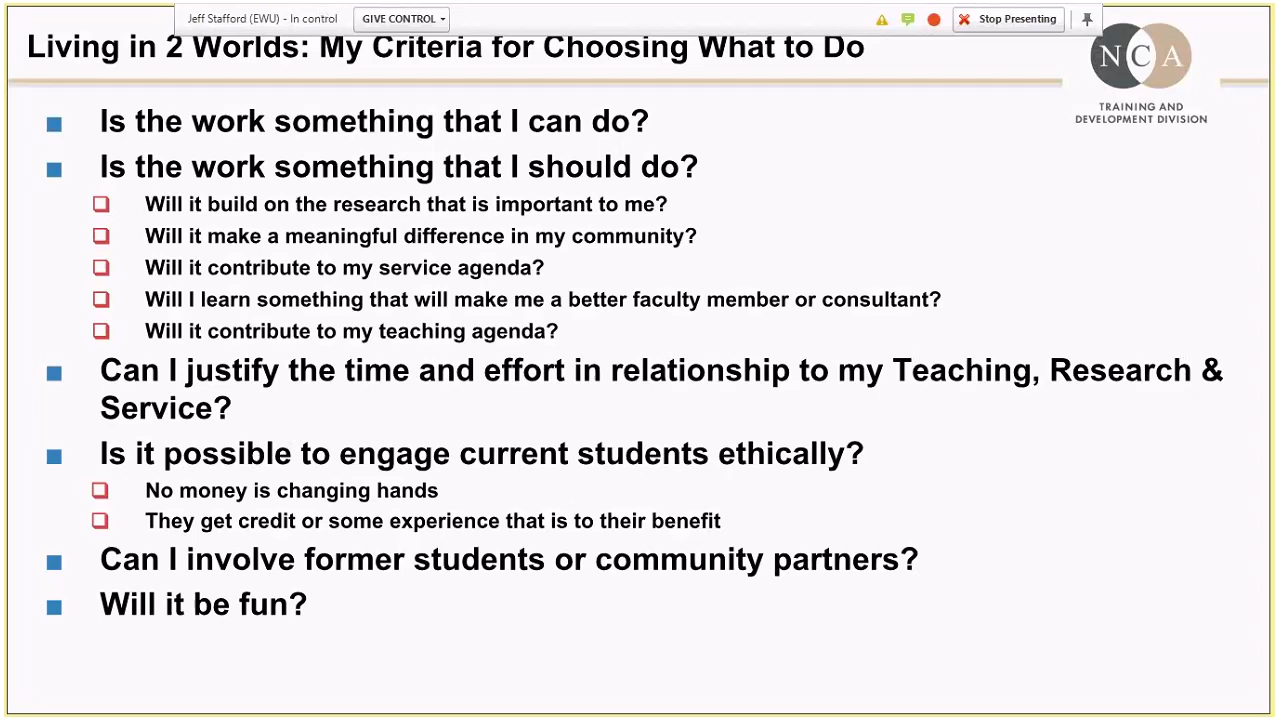 Jeff Stafford (EWU) - In control
GIVE CONTROL
Stop Presenting
Living in 2 Worlds: My Criteria for Choosing What to Do
NCA
TRAINING AND
DEVELOPMENT DIVISION
Is the work something that I can do?
Is the work something that I should do?
Will it build on the research that is important to me?
Will it make a meaningful difference in my community?
Will it contribute to my service agenda?
Will I learn something that will make me a better faculty member or consultant?
Will it contribute to my teaching agenda?
Can I justify the time and effort in relationship to my Teaching, Research &
Service?
Is it possible to engage current students ethically?
No money is changing hands
They get credit or some experience that is to their benefit
Can I involve former students or community partners?
Will it be fun?